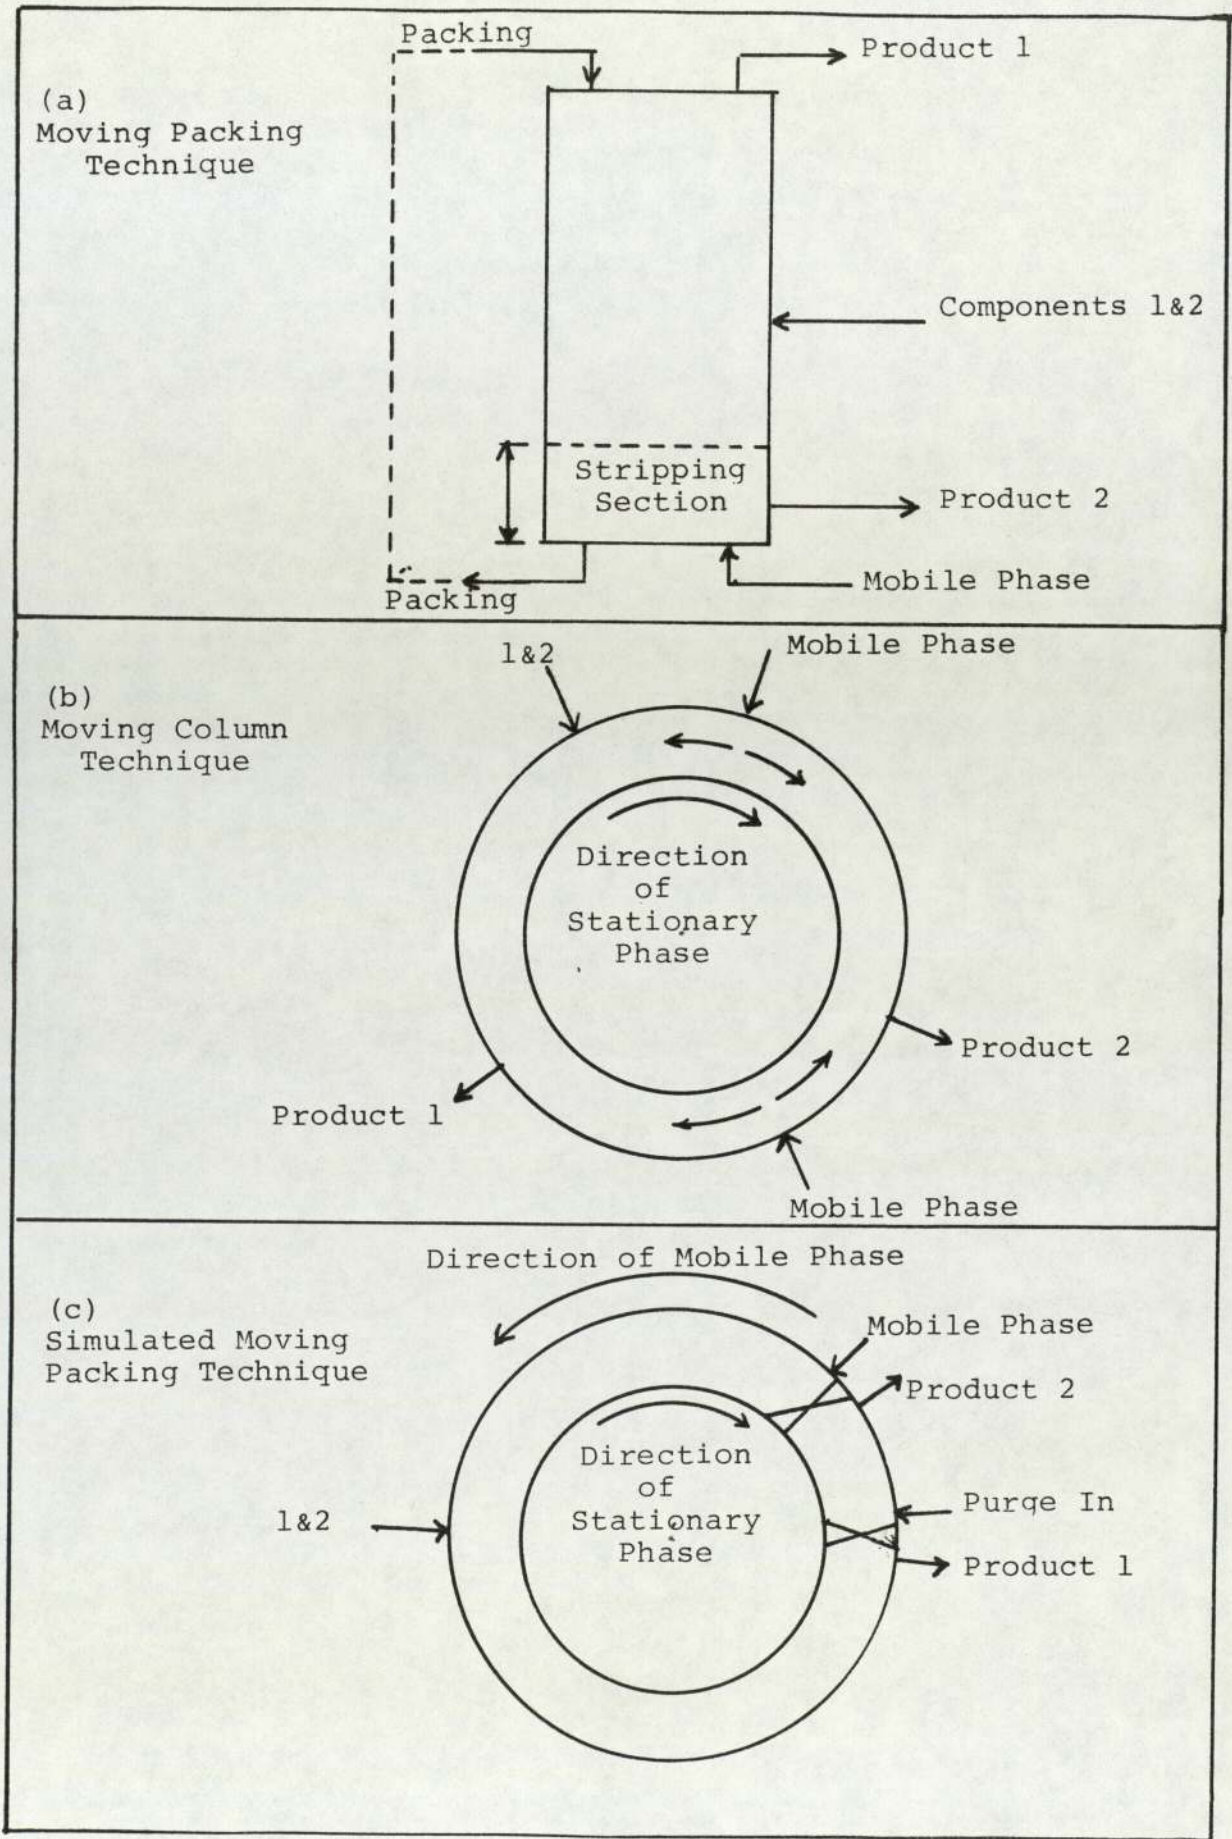 Packing
Product 1
(a)
Moving Packing
Technique
Components 1&2
Stripping
Section
Product 2
Mobile Phase
Packing
1&2
Mobile Phase
(b)
Moving Column
Technique
Direction
of
Stationary
Phase
Product 2
Product 1
Mobile Phase
Direction of Mobile Phase
(c)
Simulated Moving
Packing Technique
Mobile Phase
Product 2
Direction
of
Stationary
Phase
1&2
Purge In
Product 1